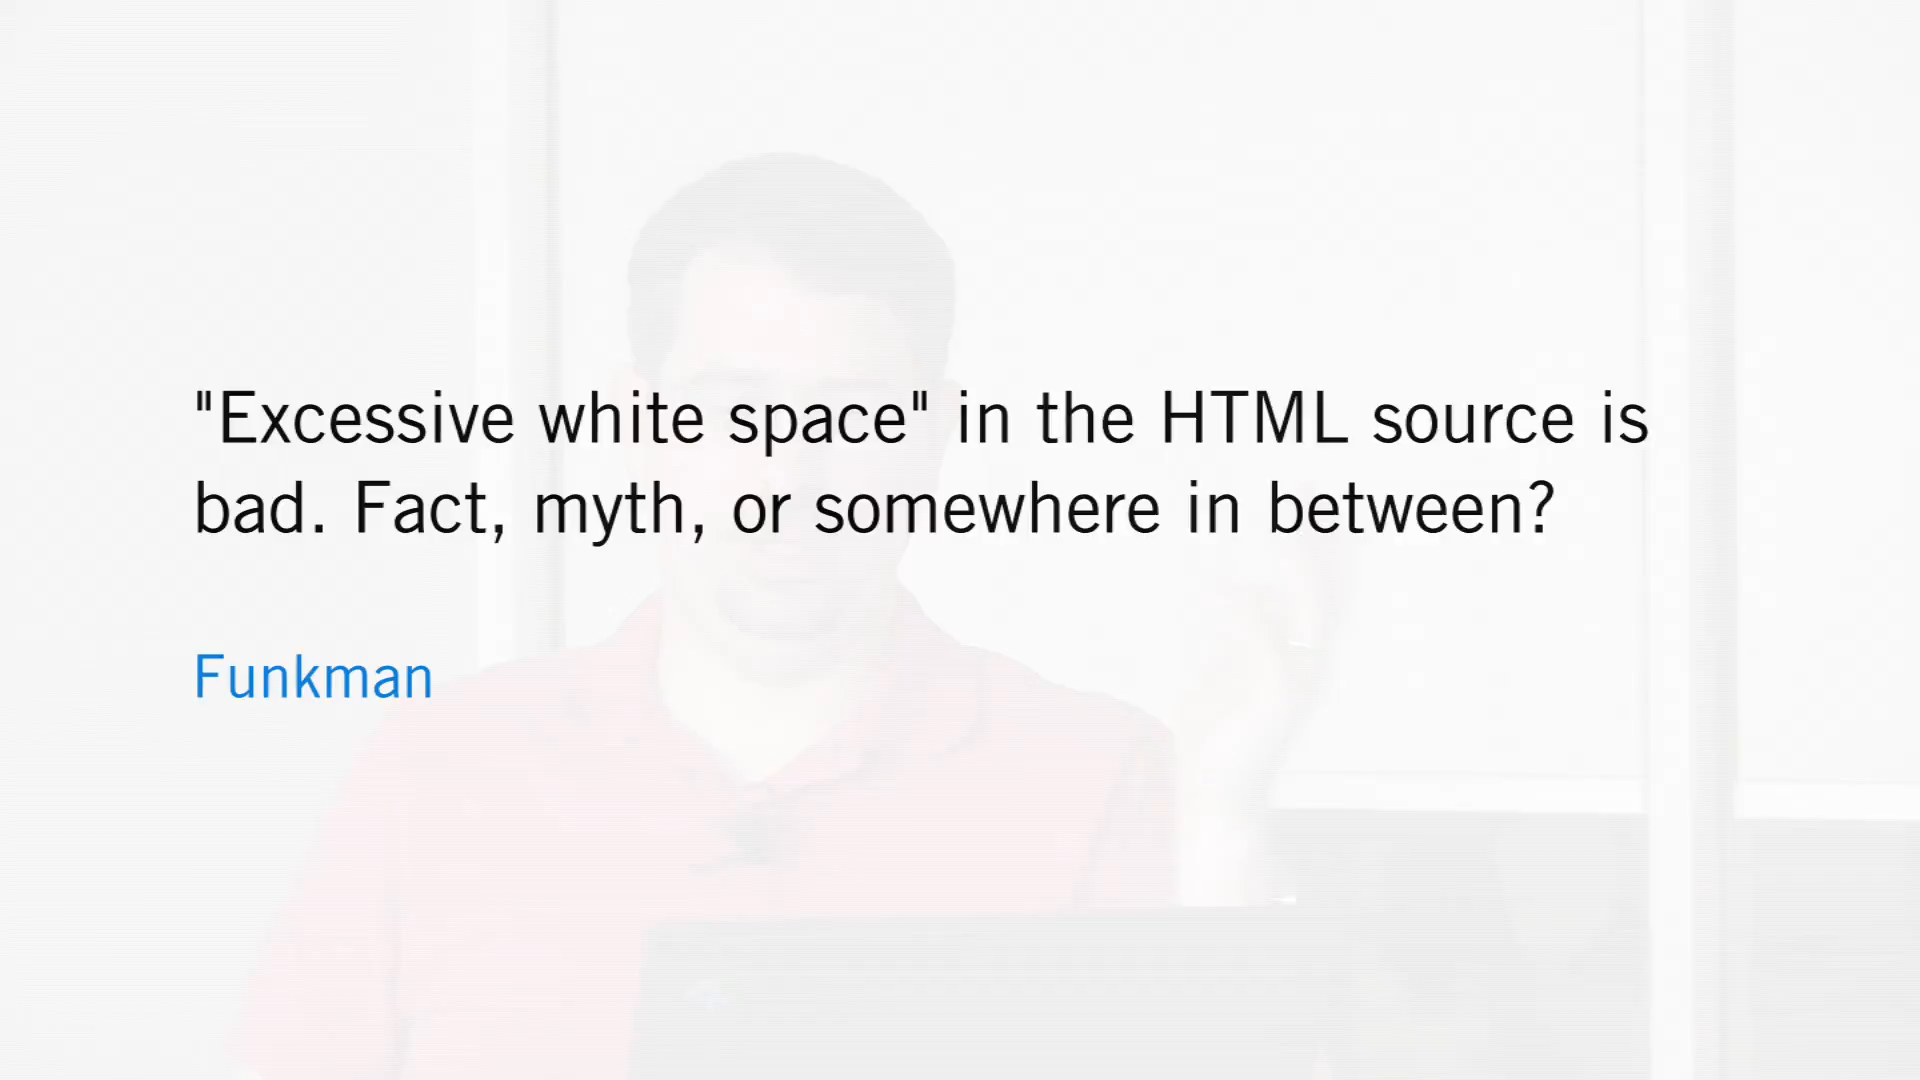 "Excessive white space" in the HTML source is
bad. Fact, myth, or somewhere in between?
Funkman